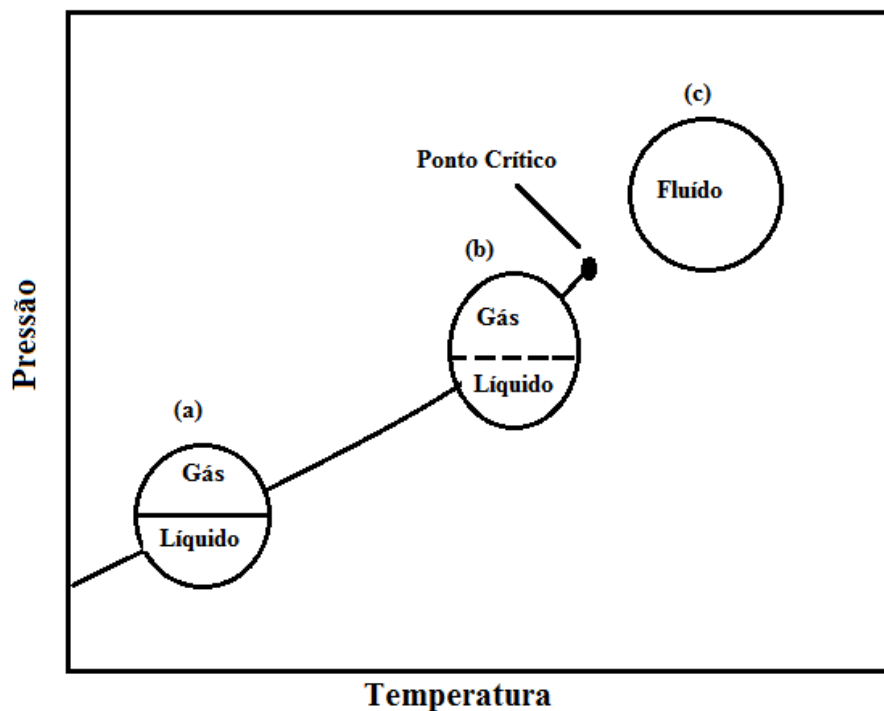 (c)
Ponto Crítico
Fluído
(b)
Gás
Líquido
(a)
Gás
Líquido
Pressão
Temperatura